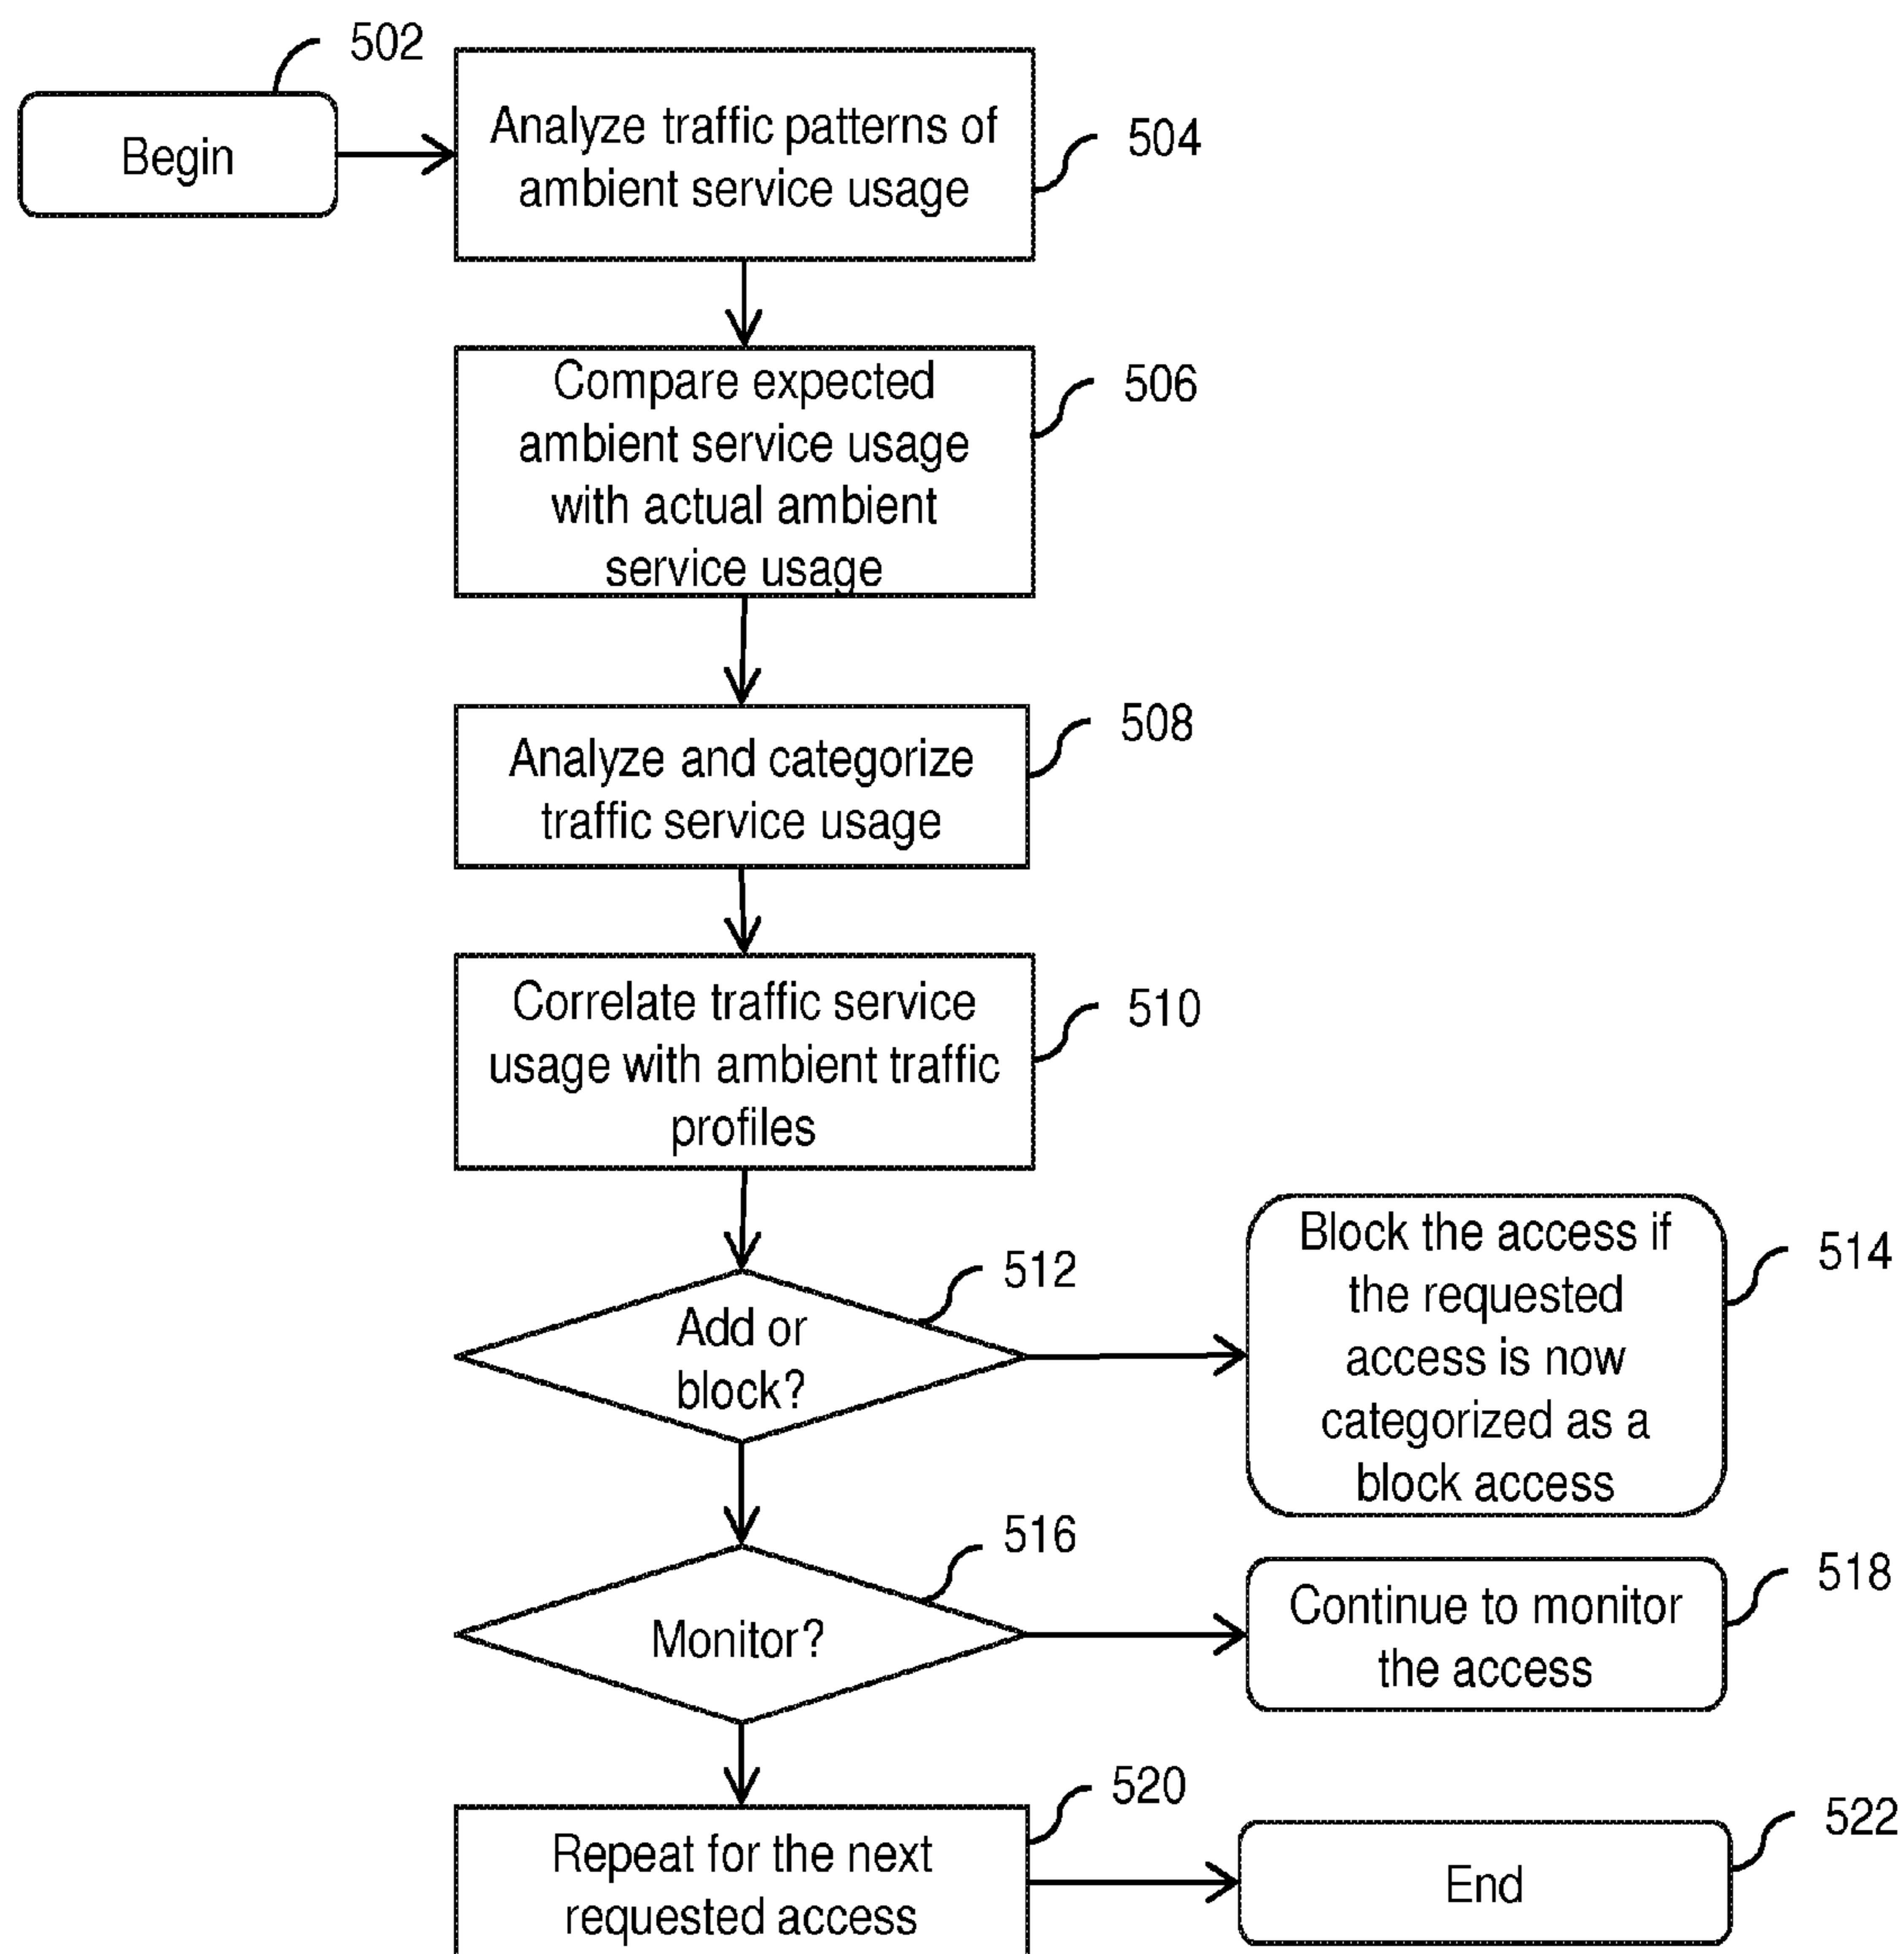 502
Begin
Analyze traffic patterns of
ambient service usage
504
Compare expected
ambient service usage
with actual ambient
service usage
506
Analyze and categorize
traffic service usage
508
Correlate traffic service
usage with ambient traffic
profiles
510
Add or
block?
512
Block the access if
the requested
access is now
categorized as a
block access
514
Monitor?
516
Continue to monitor
the access
518
Repeat for the next
requested access
520
End
522